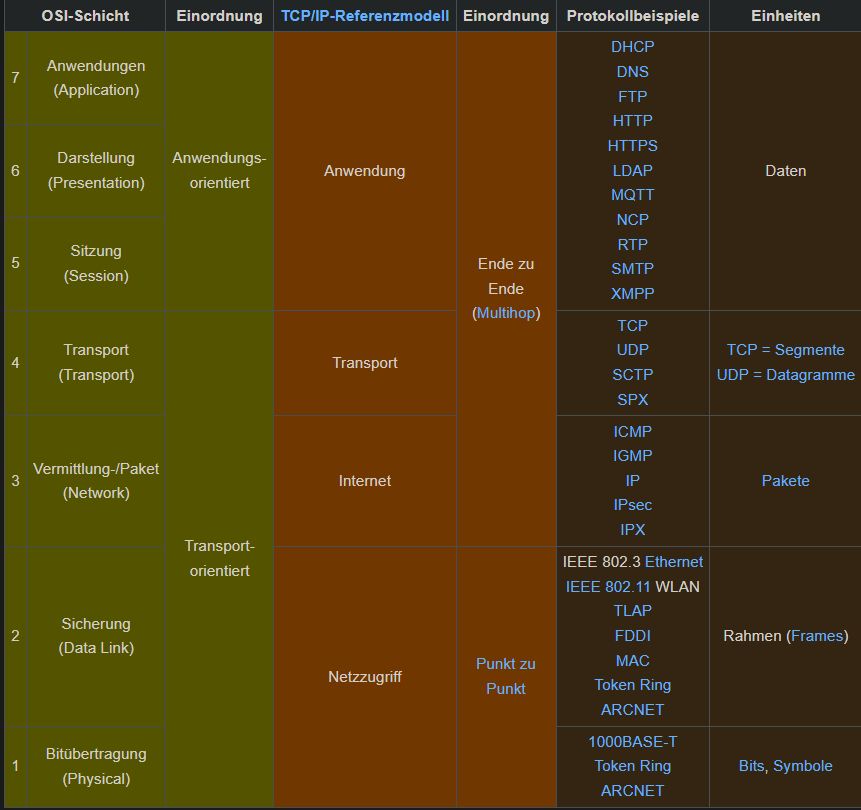 OSI-Schicht Einordnung TCP/IP-Referenzmodell Einordnung Protokollbeispiele Einheiten
7
Anwendungen
(Application)
6
Darstellung
(Presentation)
5
Sitzung
(Session)
Anwendungs-
orientiert
Anwendung
Ende zu
Ende
(Multihop)
DHCP
DNS
FTP
HTTP
HTTPS
LDAP
MQTT
NCP
RTP
SMTP
XMPP
Daten
4
Transport
(Transport)
Transport-
orientiert
Transport
TCP
UDP
SCTP
SPX
TCP = Segmente
UDP = Datagramme
3
Vermittlung-/Paket
(Network)
Internet
ICMP
IGMP
IP
IPsec
IPX
Pakete
2
Sicherung
(Data Link)
Netzzugriff
Punkt zu
Punkt
IEEE 802.3 Ethernet
IEEE 802.11 WLAN
TLAP
FDDI
MAC
Token Ring
ARCNET
Rahmen (Frames)
1
Bitübertragung
(Physical)
1000BASE-T
Token Ring
ARCNET
Bits, Symbole